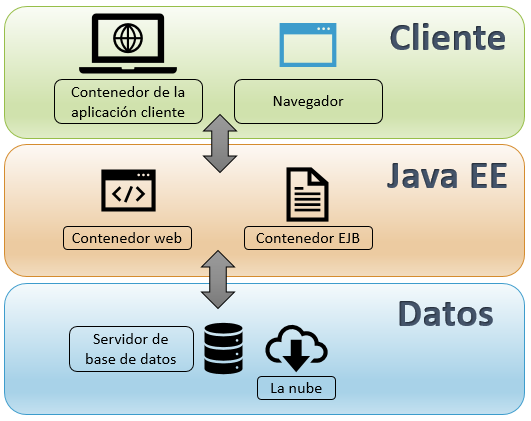 Cliente
Contenedor de la
aplicación cliente
Navegador
Java EE
Contenedor web
Contenedor EJB
Datos
Servidor de
base de datos
La nube